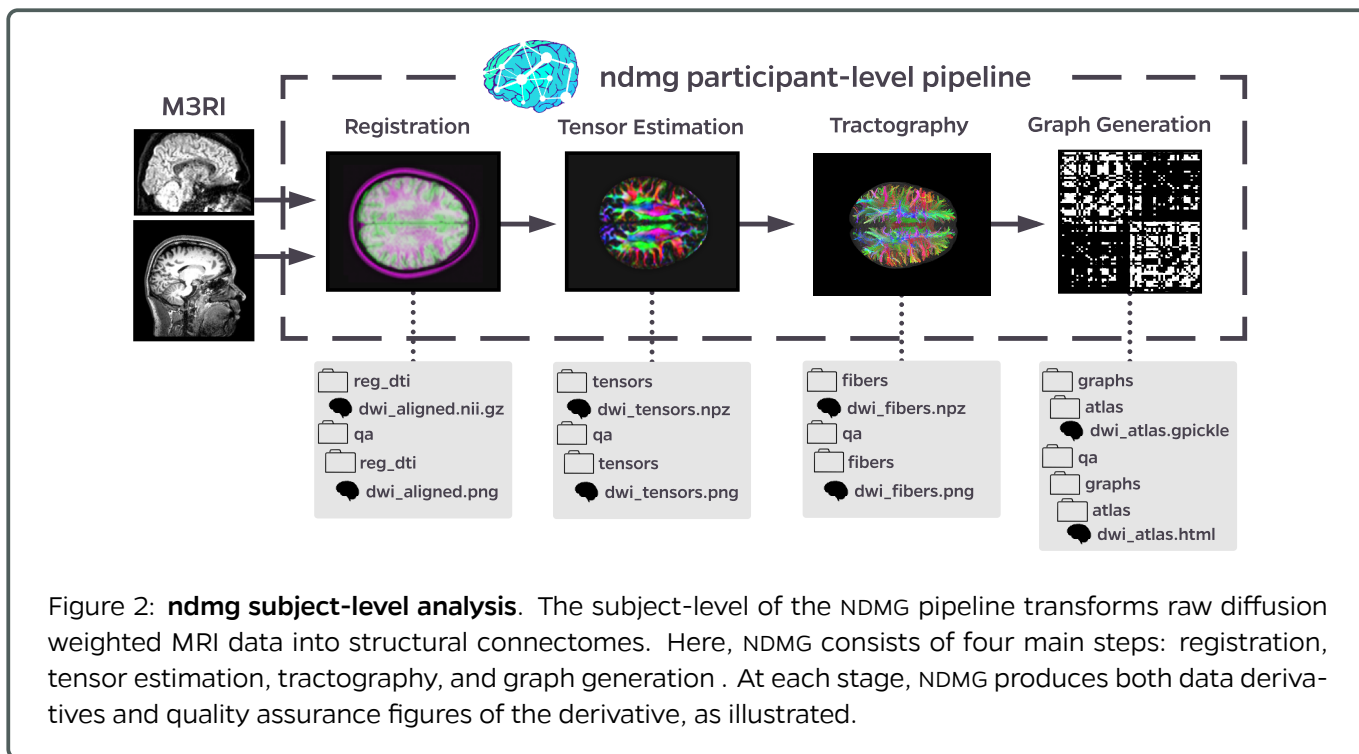 ndmg participant-level pipeline
M3RI
Registration
Tensor Estimation
Tractography
Graph Generation
reg_dti
dwi_aligned.nii.gz
qa
reg_dti
dwi_aligned.png
tensors
dwi_tensors.npz
qa
tensors
dwi_tensors.png
fibers
dwi_fibers.npz
qa
fibers
dwi_fibers.png
graphs
atlas
dwi_atlas.gpickle
qa
graphs
atlas
dwi_atlas.html
Figure 2: ndmg subject-level analysis. The subject-level of the NDMG pipeline transforms raw diffusion
weighted MRI data into structural connectomes. Here, NDMG consists of four main steps: registration,
tensor estimation, tractography, and graph generation . At each stage, NDMG produces both data deriva-
tives and quality assurance figures of the derivative, as illustrated.